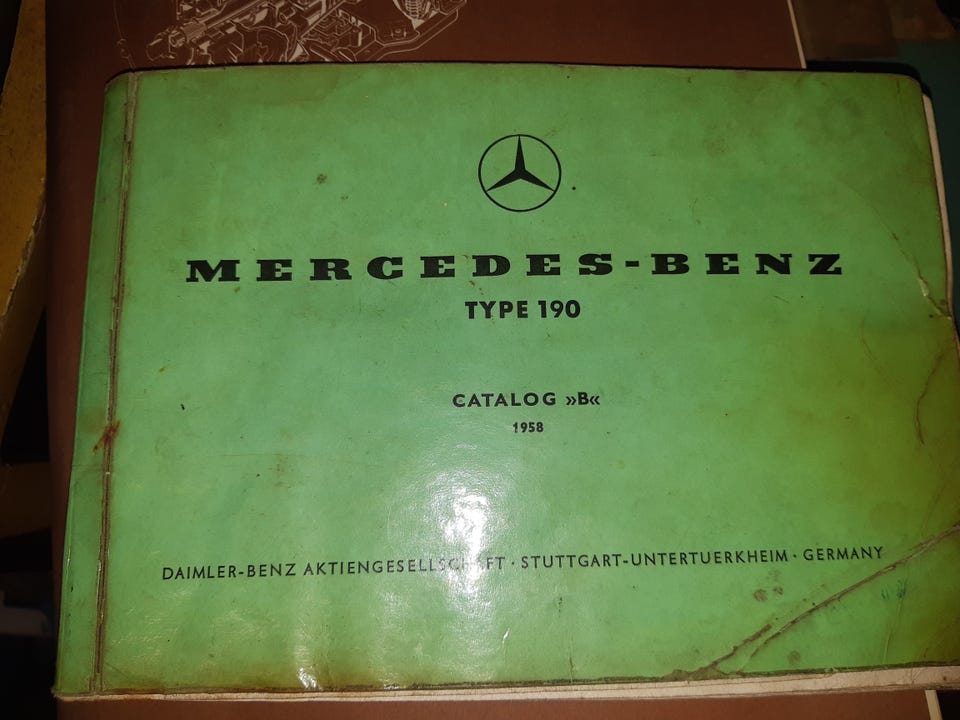 MERCEDES-BENZ
TYPE 190
CATALOG »B«
1958
DAIMLER-BENZ AKTIENGESELLSCHAFT · STUTTGART-UNTERTUERKHEIM · GERMANY